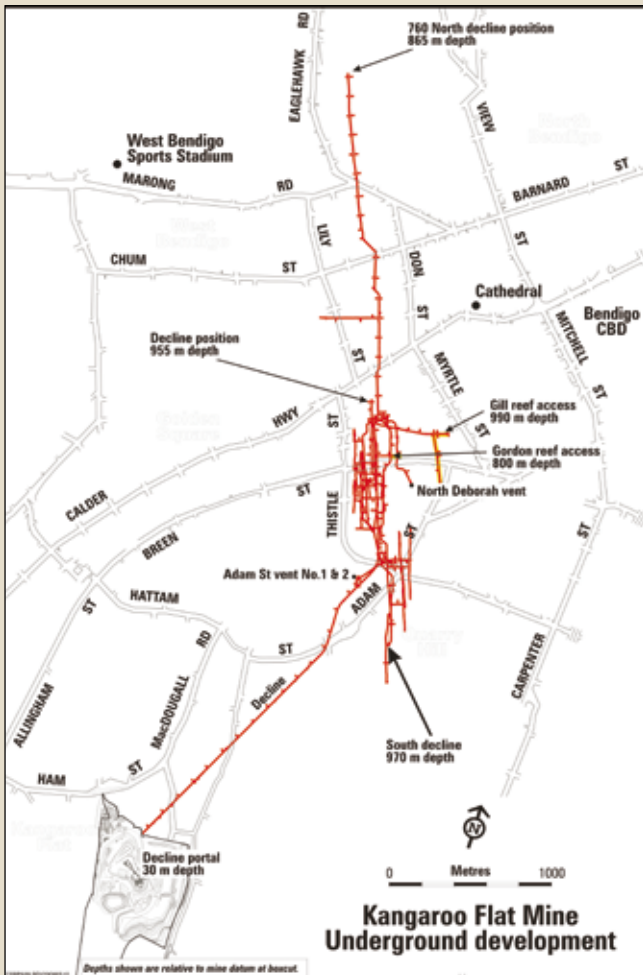 760 North decline position
865 m depth
EAGLEHAWK RD
VIEW ST
North
Bendigo
West Bendigo
Sports Stadium
MARONG RD
BARNARD ST
West
Bendigo
LILY ST
CHUM ST
DON ST
Cathedral
Bendigo
CBD
MITCHELL ST
Decline position
955 m depth
MYRTLE ST
Gill reef access
990 m depth
Golden
Square
CALDER HWY
THISTLE ST
Gordon reef access
800 m depth
North Deborah vent
BREEN ST
Adam St vent No.1 & 2
HATTAM ST
ADAM ST
ALLINGHAM ST
MacDOUGALL RD
Decline
CARPENTER ST
South decline
970 m depth
HAM ST
Kangaroo
Flat
Decline portal
30 m depth
N
0 Metres 1000
Kangaroo Flat Mine
Underground development
Depths shown are relative to mine datum at boxcut.